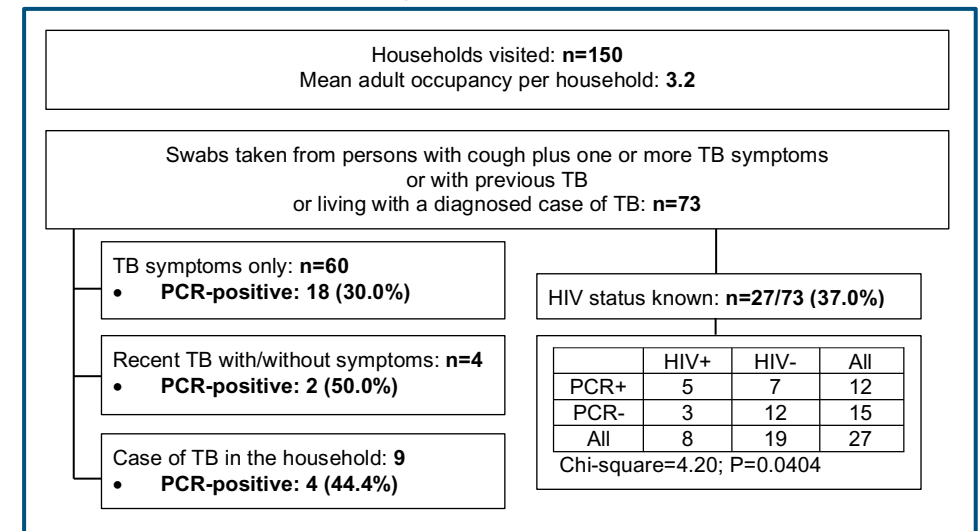 Households visited: n=150
Mean adult occupancy per household: 3.2
Swabs taken from persons with cough plus one or more TB symptoms
or with previous TB
or living with a diagnosed case of TB: n=73
TB symptoms only: n=60
• PCR-positive: 18 (30.0%)
Recent TB with/without symptoms: n=4
• PCR-positive: 2 (50.0%)
Case of TB in the household: 9
• PCR-positive: 4 (44.4%)
HIV status known: n=27/73 (37.0%)
HIV+ HIV- All
PCR+ 5 7 12
PCR- 3 12 15
All 8 19 27
Chi-square=4.20; P=0.0404